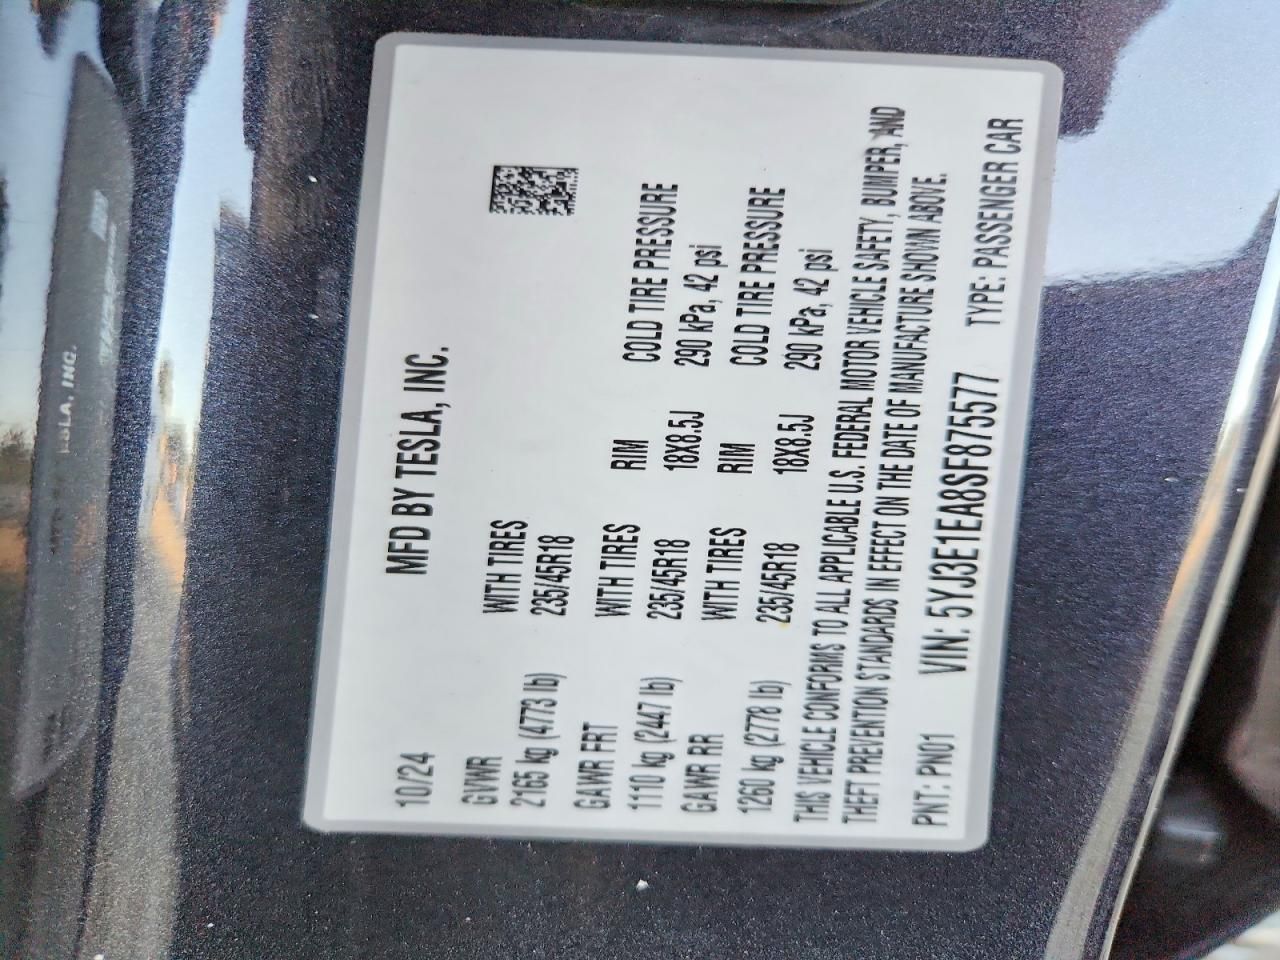 10/24 MFD BY TESLA, INC.
GVWR WITH TIRES
2165 kg (4773 lb) 235/45R18
GAWR FRT WITH TIRES RIM COLD TIRE PRESSURE
1110 kg (2447 lb) 235/45R18 18X8.5J 290 kPa, 42 psi
GAWR RR WITH TIRES RIM COLD TIRE PRESSURE
1260 kg (2778 lb) 235/45R18 18X8.5J 290 kPa, 42 psi
THIS VEHICLE CONFORMS TO ALL APPLICABLE U.S. FEDERAL MOTOR VEHICLE SAFETY, BUMPER, AND
THEFT PREVENTION STANDARDS IN EFFECT ON THE DATE OF MANUFACTURE SHOWN ABOVE.
PNT: PN01 VIN: 5YJ3E1EA8SF875577 TYPE: PASSENGER CAR